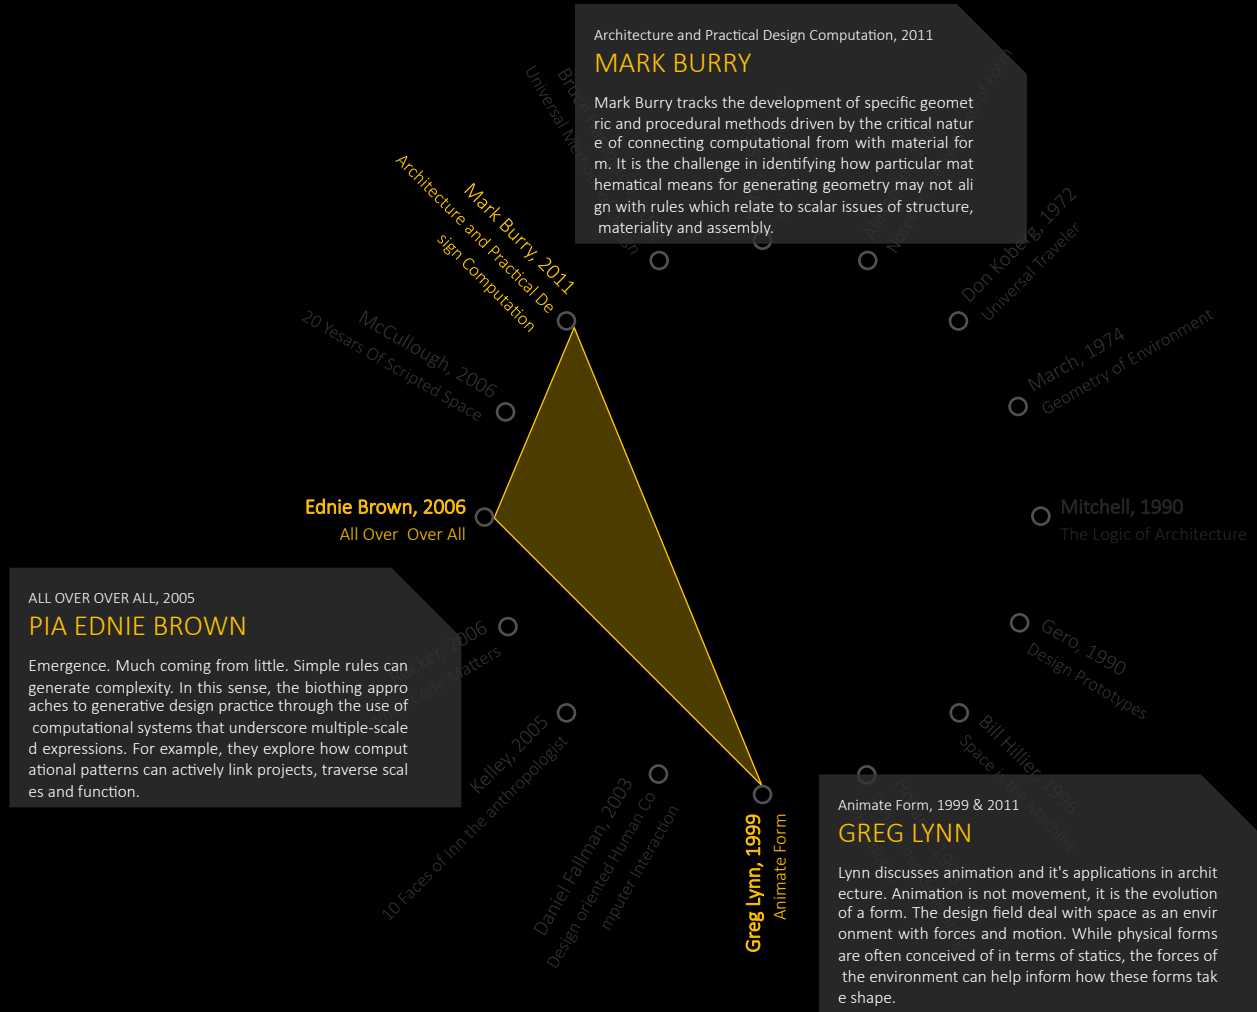 Architecture and Practical Design Computation, 2011
MARK BURRY
Mark Burry tracks the development of specific geomet
ric and procedural methods driven by the critical natur
e of connecting computational from with material for
m. It is the challenge in identifying how particular mat
hematical means for generating geometry may not ali
gn with rules which relate to scalar issues of structure,
materiality and assembly.
Universal
of Form
Mark Burry, 2011
Architecture and Practical De
sign Computation
Don Koberg, 1972
Universal Traveler
McCullough, 2006
20 Yesars Of Scripted Space
March, 1974
Geometry of Environment
Ednie Brown, 2006
All Over Over All
Mitchell, 1990
The Logic of Architecture
ALL OVER OVER ALL, 2005
PIA EDNIE BROWN
Emergence. Much coming from little. Simple rules can
generate complexity. In this sense, the biothing appro
aches to generative design practice through the use of
computational systems that underscore multiple-scale
d expressions. For example, they explore how comput
ational patterns can actively link projects, traverse scal
es and function.
2006
Code Matters
Gero, 1990
Design Prototypes
Kelley, 2005
10 Faces of Inn the anthropologist
Bill Hillier, 1996
Space is the Machine
Daniel Fallman, 2003
Design oriented Human Co
mputer Interaction
Greg Lynn, 1999
Animate Form
Animate Form, 1999 & 2011
GREG LYNN
Lynn discusses animation and it's applications in archit
ecture. Animation is not movement, it is the evolution
of a form. The design field deal with space as an envir
onment with forces and motion. While physical forms
are often conceived of in terms of statics, the forces of
the environment can help inform how these forms tak
e shape.